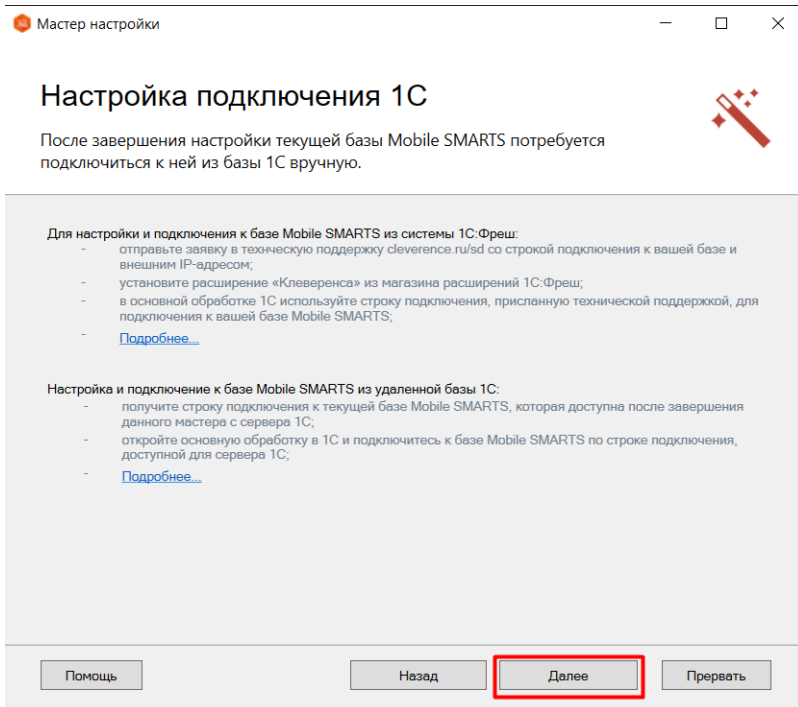 Мастер настройки
Настройка подключения 1С
После завершения настройки текущей базы Mobile SMARTS потребуется
подключиться к ней из базы 1С вручную.
Для настройки и подключения к базе Mobile SMARTS из системы 1С:Фреш:
- отправьте заявку в техническую поддержку cleverence.ru/sd со строкой подключения к вашей базе и
внешним IP-адресом;
- установите расширение «Клеверенса» из магазина расширений 1С:Фреш;
- в основной обработке 1С используйте строку подключения, присланную технической поддержкой, для
подключения к вашей базе Mobile SMARTS;
- Подробнее...
Настройка и подключение к базе Mobile SMARTS из удаленной базы 1С:
- получите строку подключения к текущей базе Mobile SMARTS, которая доступна после завершения
данного мастера с сервера 1С;
- откройте основную обработку в 1С и подключитесь к базе Mobile SMARTS по строке подключения,
доступной для сервера 1С;
- Подробнее...
Помощь Назад Далее Прервать